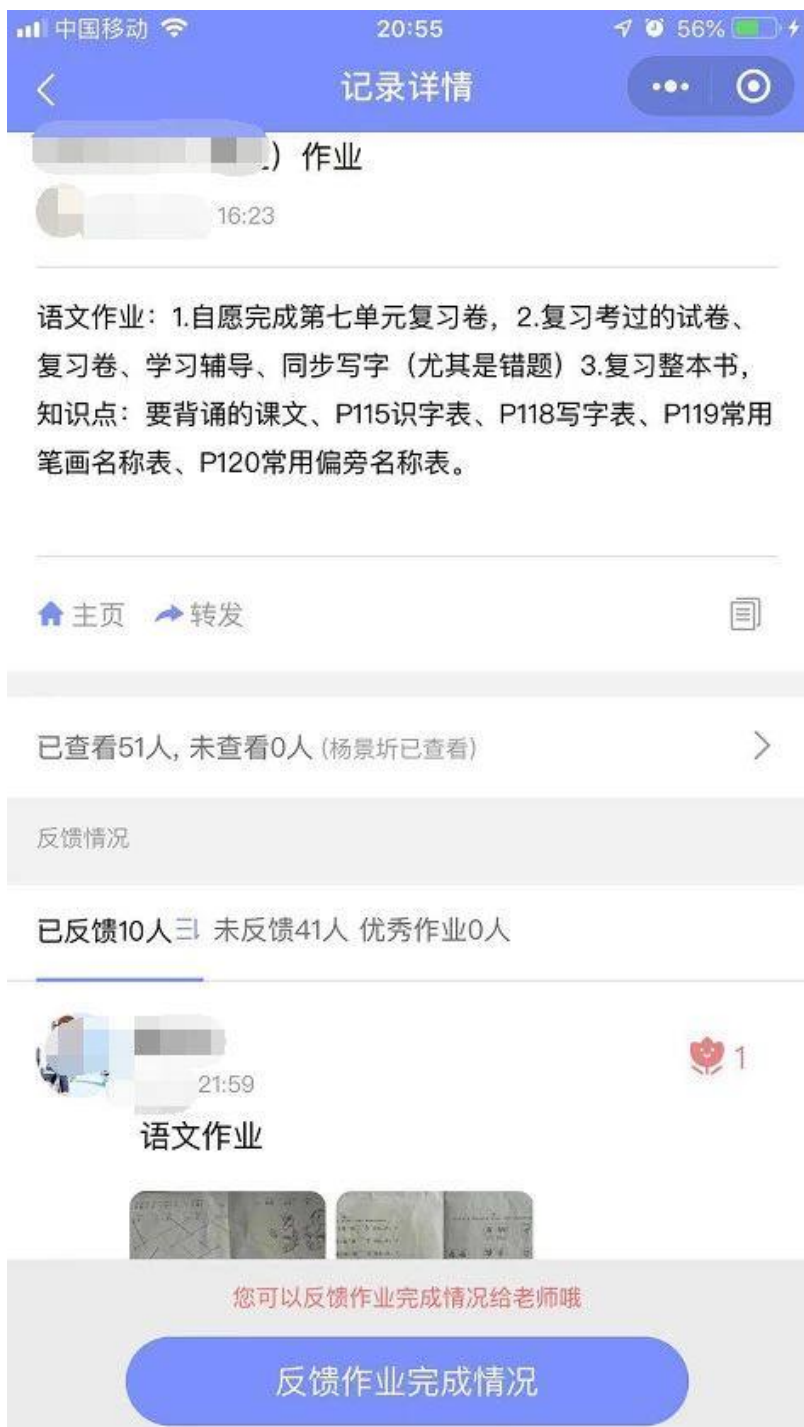 中国移动 20:55 56%
记录详情
）作业
16:23
语文作业：1.自愿完成第七单元复习卷，2.复习考过的试卷、
复习卷、学习辅导、同步写字（尤其是错题）3.复习整本书，
知识点：要背诵的课文、P115识字表、P118写字表、P119常用
笔画名称表、P120常用偏旁名称表。
主页 转发
已查看51人, 未查看0人 (杨景圻已查看)
反馈情况
已反馈10人 未反馈41人 优秀作业0人
1
21:59
语文作业
您可以反馈作业完成情况给老师哦
反馈作业完成情况